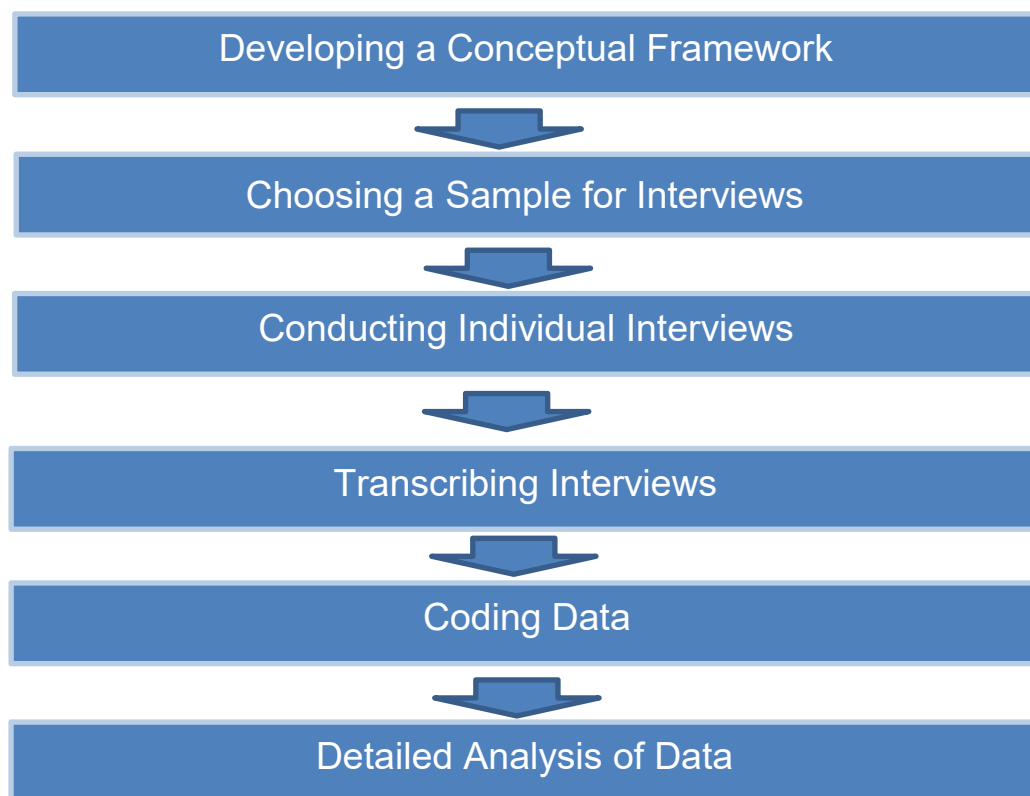 Developing a Conceptual Framework
Choosing a Sample for Interviews
Conducting Individual Interviews
Transcribing Interviews
Coding Data
Detailed Analysis of Data